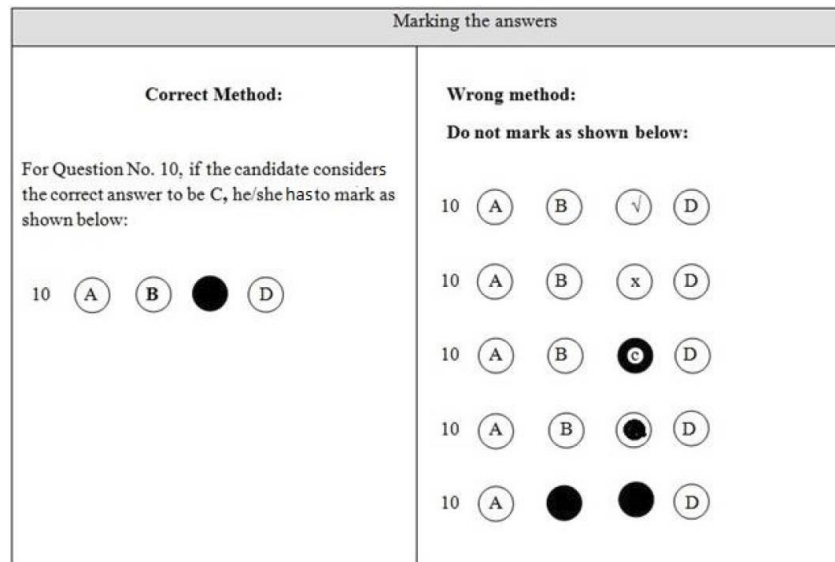 Marking the answers
Correct Method:
For Question No. 10, if the candidate considers
the correct answer to be C, he/she has to mark as
shown below:
10 A B D
Wrong method:
Do not mark as shown below:
10 A B √ D
10 A B x D
10 A B c D
10 A B D
10 A D